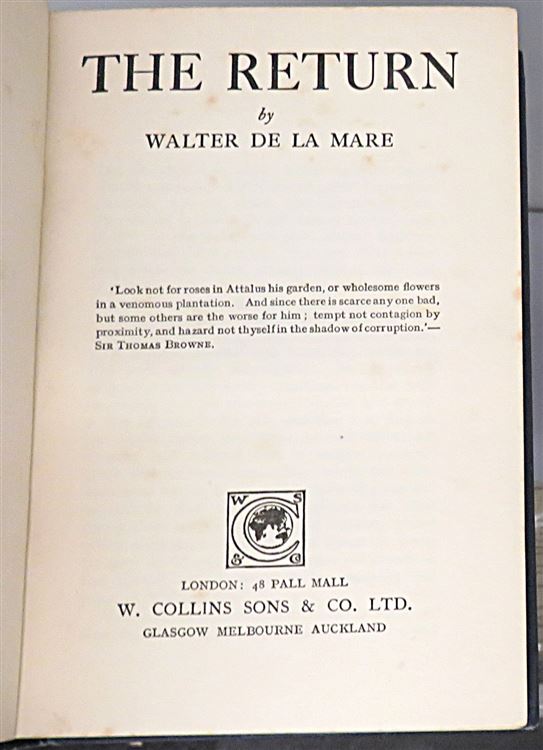 THE RETURN
by
WALTER DE LA MARE
'Look not for roses in Attalus his garden, or wholesome flowers
in a venomous plantation. And since there is scarce any one bad,
but some others are the worse for him; tempt not contagion by
proximity, and hazard not thyself in the shadow of corruption.'—
SIR THOMAS BROWNE.
W S
C
& Co
LONDON: 48 PALL MALL
W. COLLINS SONS & CO. LTD.
GLASGOW MELBOURNE AUCKLAND